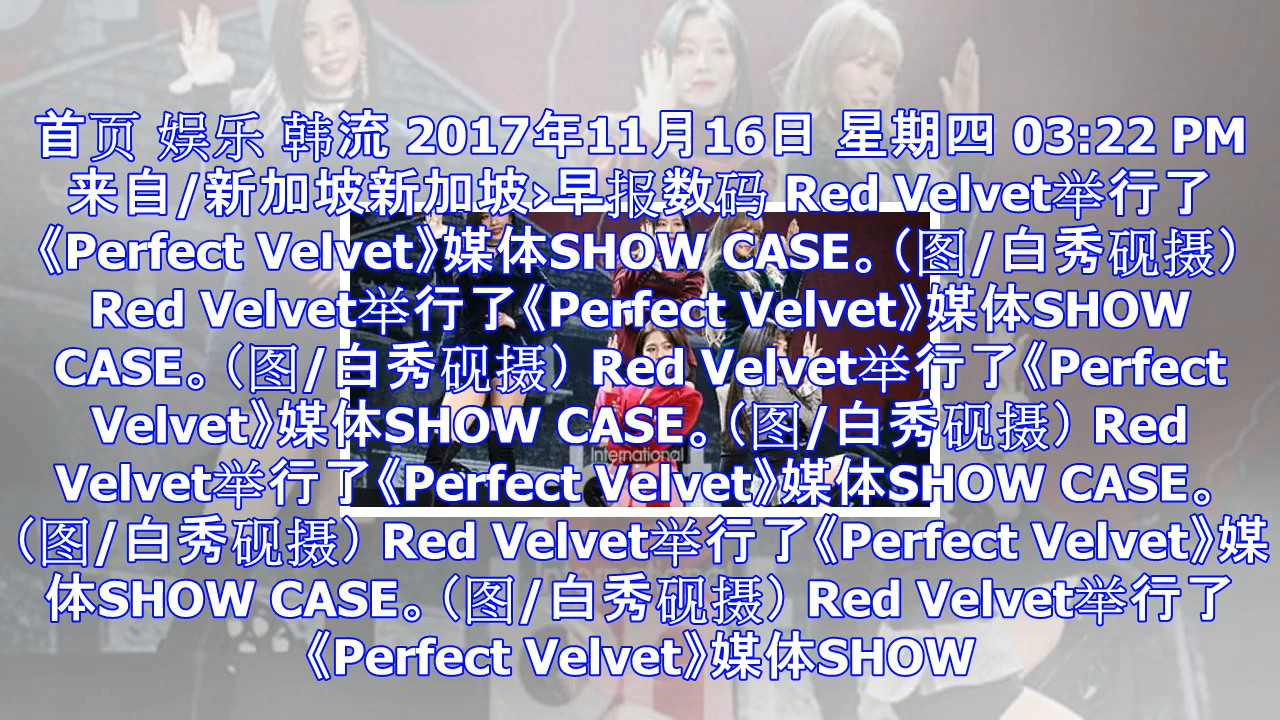 首页 娱乐 韩流 2017年11月16日 星期四 03:22 PM
来自/新加坡新加坡>早报数码 Red Velvet举行了
《Perfect Velvet》媒体SHOW CASE。（图/白秀砚摄）
Red Velvet举行了《Perfect Velvet》媒体SHOW
CASE。（图/白秀砚摄） Red Velvet举行了《Perfect
Velvet》媒体SHOW CASE。（图/白秀砚摄） Red
International
Velvet举行了《Perfect Velvet》媒体SHOW CASE。
（图/白秀砚摄） Red Velvet举行了《Perfect Velvet》媒
体SHOW CASE。（图/白秀砚摄） Red Velvet举行了
《Perfect Velvet》媒体SHOW